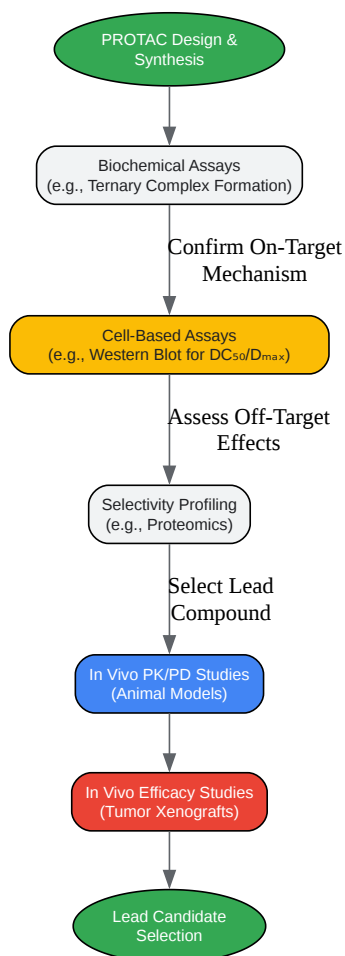 PROTAC Design &
Synthesis
Biochemical Assays
(e.g., Ternary Complex Formation)
Confirm On-Target
Mechanism
Cell-Based Assays
(e.g., Western Blot for DC₅₀/Dₘₐₓ)
Assess Off-Target
Effects
Selectivity Profiling
(e.g., Proteomics)
Select Lead
Compound
In Vivo PK/PD Studies
(Animal Models)
In Vivo Efficacy Studies
(Tumor Xenografts)
Lead Candidate
Selection